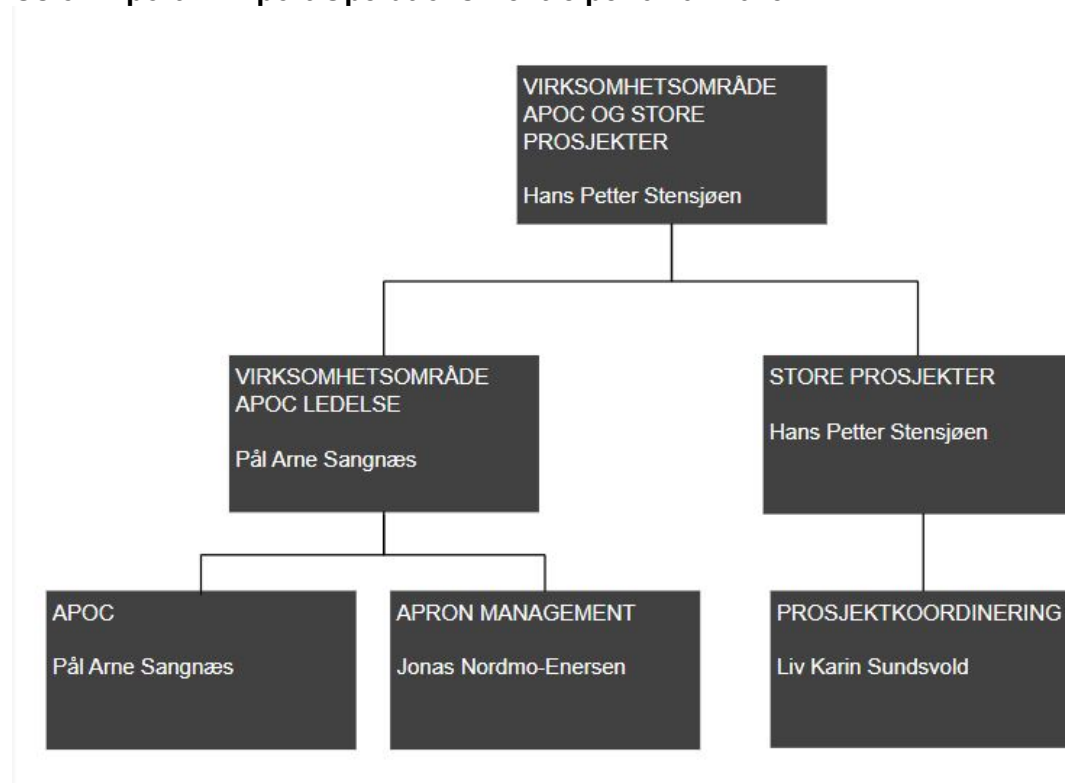 VIRKSOMHETSOMRÅDE
APOC OG STORE
PROSJEKTER
Hans Petter Stensjøen
VIRKSOMHETSOMRÅDE
APOC LEDELSE
Pål Arne Sangnæs
STORE PROSJEKTER
Hans Petter Stensjøen
APOC
Pål Arne Sangnæs
APRON MANAGEMENT
Jonas Nordmo-Enersen
PROSJEKTKOORDINERING
Liv Karin Sundsvold